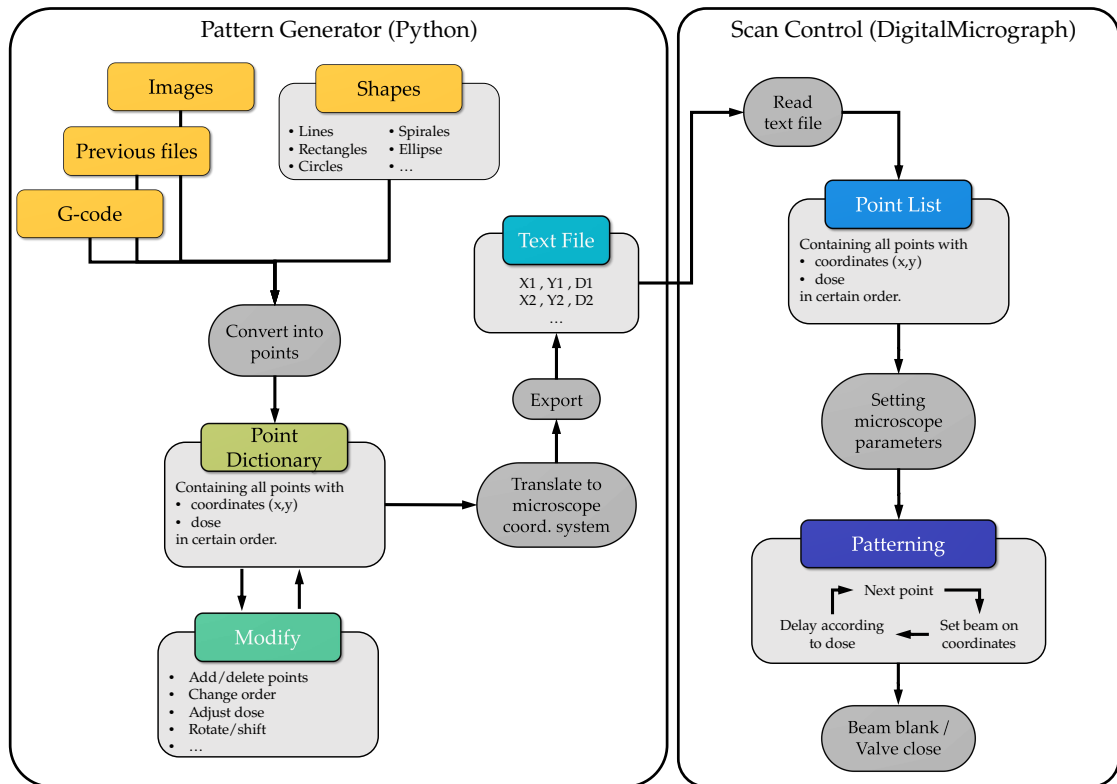 Pattern Generator (Python)
Images
Previous files
G-code
Shapes
• Lines
• Rectangles
• Circles
• Spirales
• Ellipse
• ...
Convert into
points
Point
Dictionary
Containing all points with
• coordinates (x,y)
• dose
in certain order.
Modify
• Add/delete points
• Change order
• Adjust dose
• Rotate/shift
• ...
Translate to
microscope
coord. system
Export
Text File
X1 , Y1 , D1
X2 , Y2 , D2
...
Scan Control (DigitalMicrograph)
Read
text file
Point List
Containing all points with
• coordinates (x,y)
• dose
in certain order.
Setting
microscope
parameters
Patterning
Next point
Set beam on
coordinates
Delay according
to dose
Beam blank /
Valve close